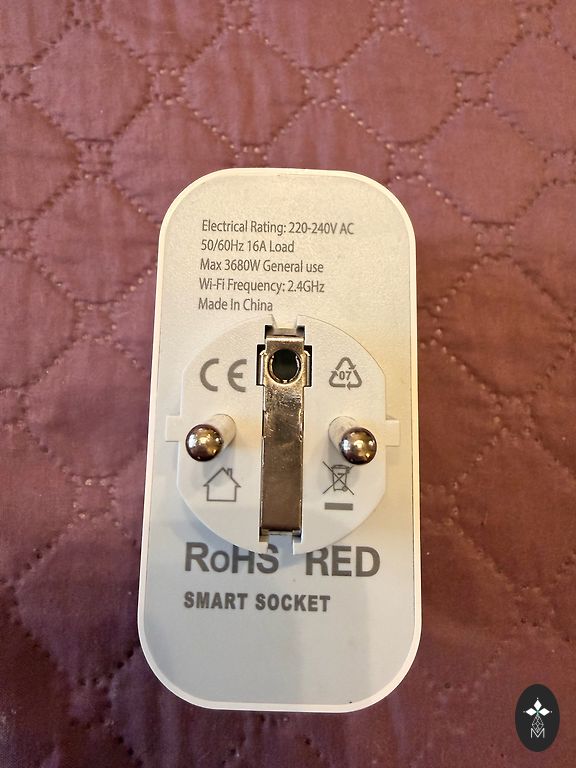 Electrical Rating: 220-240V AC
50/60Hz 16A Load
Max 3680W General use
Wi-Fi Frequency: 2.4GHz
Made In China
CE
07
RoHS RED
SMART SOCKET
M